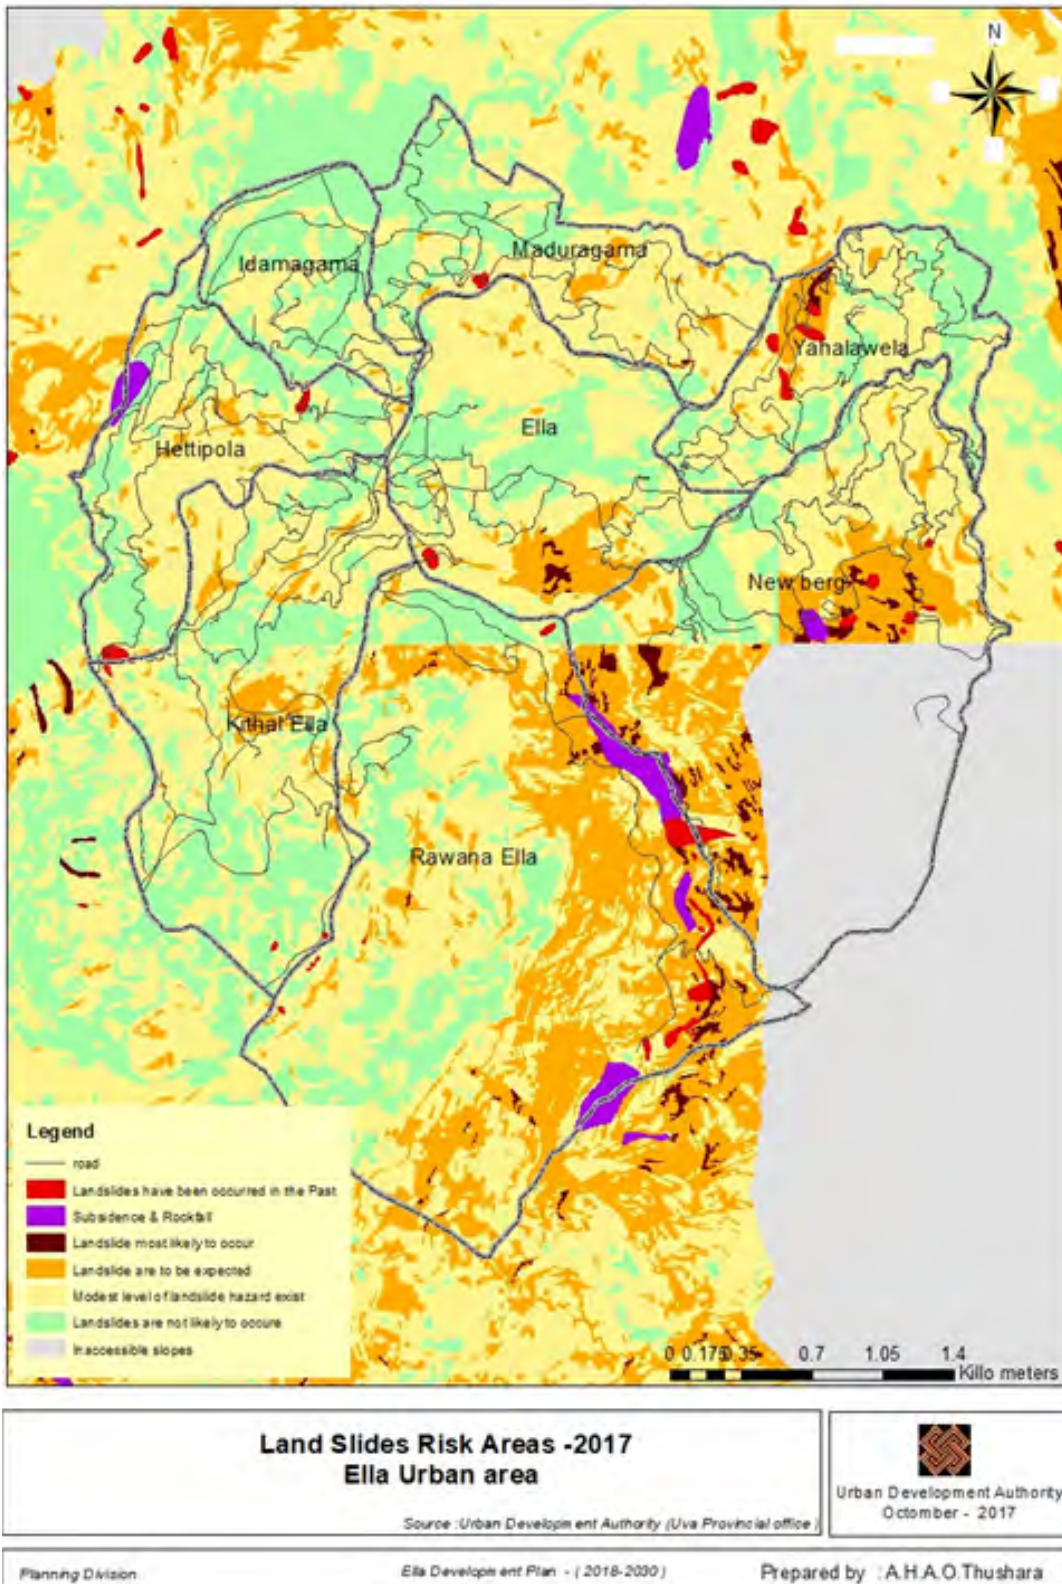 N
Maduragama
Idamagama
Yahalawela
Ella
Hettipola
New berg
Kithal Ella
Rawana Ella
Legend
road
Landslides have been occurred in the Past
Subsidence & Rockfall
Landslide most likely to occur
Landslide are to be expected
Modest level of landslide hazard exist
Landslides are not likely to occure
Inaccessible slopes
0 0.175 0.35 0.7 1.05 1.4
Killo meters
Land Slides Risk Areas -2017
Ella Urban area
Source :Urban Development Authority (Uva Provincial office )
Urban Development Authority
Octomber - 2017
Planning Division
Ella Development Plan - ( 2018-2030 )
Prepared by : A.H.A.O.Thushara